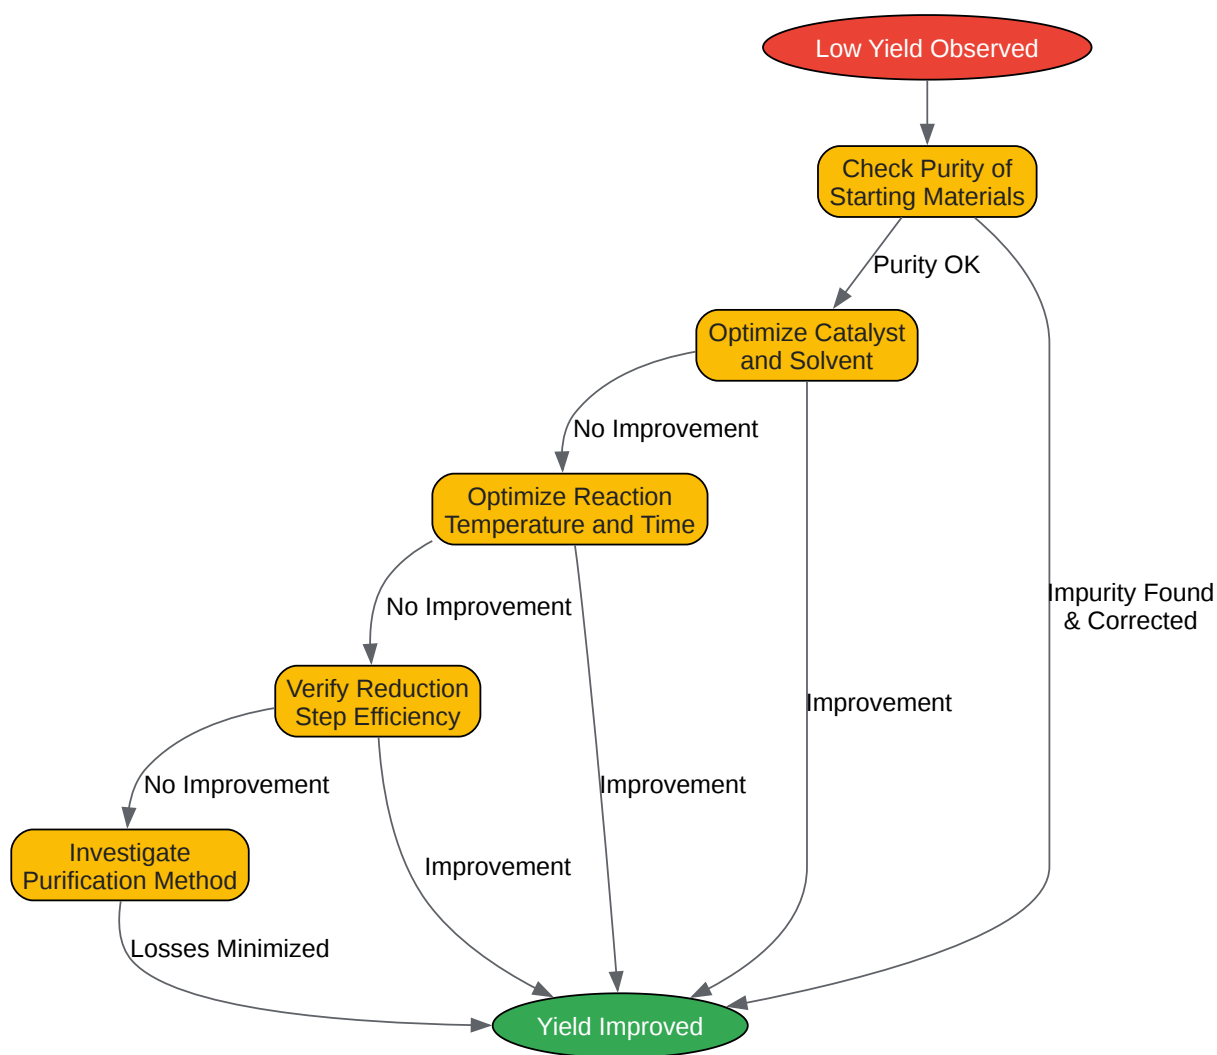 Low Yield Observed
Check Purity of
Starting Materials
Purity OK
Optimize Catalyst
and Solvent
No Improvement
Optimize Reaction
Temperature and Time
Impurity Found
& Corrected
No Improvement
Verify Reduction
Step Efficiency
Improvement
No Improvement
Improvement
Investigate
Purification Method
Improvement
Losses Minimized
Yield Improved